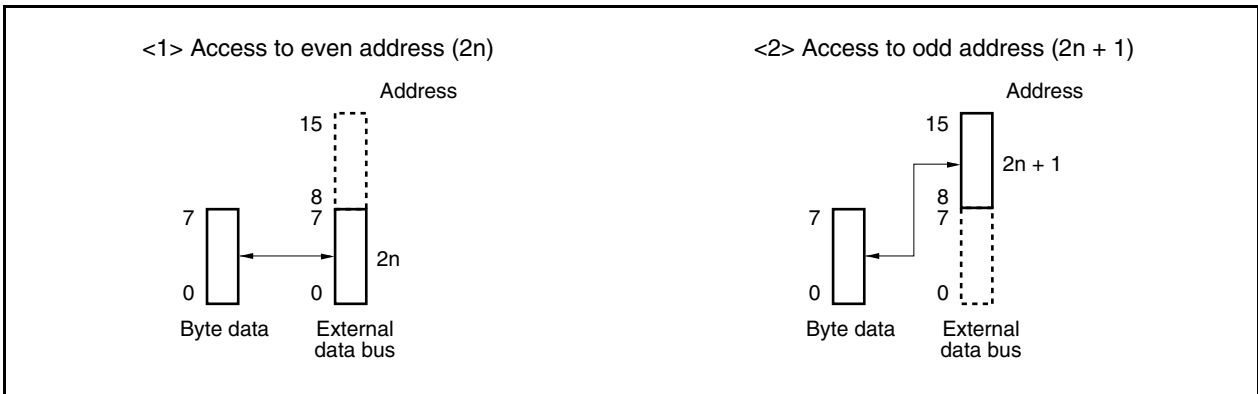 <1> Access to even address (2n)
Address
15
8
7
7
2n
0
0
Byte data
External
data bus
<2> Access to odd address (2n + 1)
Address
15
2n + 1
8
7
7
0
0
Byte data
External
data bus